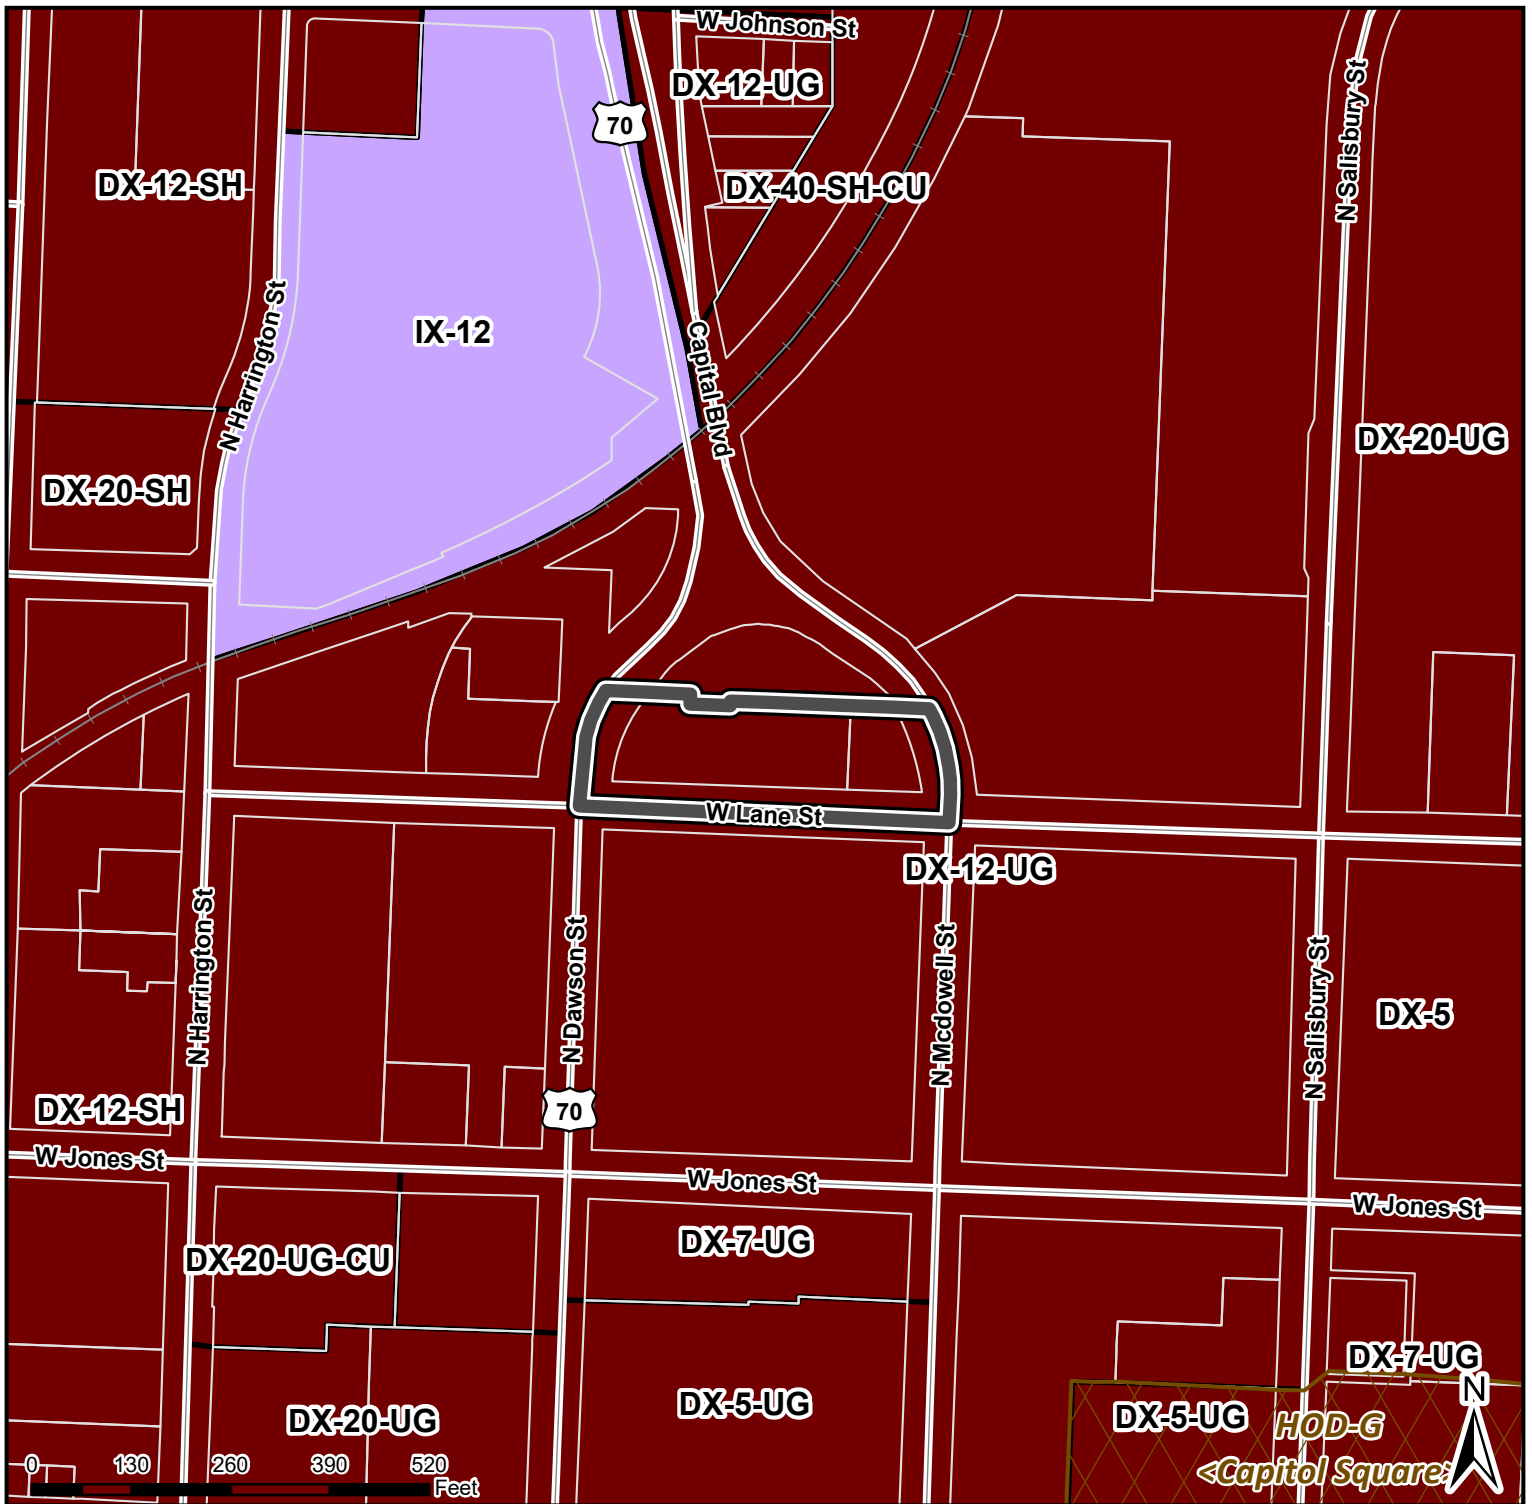 W Johnson St
DX-12-UG
70
N Salisbury St
DX-12-SH
DX-40-SH-CU
IX-12
N Harrington St
Capital Blvd
DX-20-UG
DX-20-SH
W Lane St
DX-12-UG
N Harrington St
N Dawson St
N Mcdowell St
N Salisbury St
DX-5
DX-12-SH
70
W Jones St
W Jones St
W Jones St
DX-20-UG-CU
DX-7-UG
DX-7-UG
N
DX-20-UG
DX-5-UG
DX-5-UG
HOD-G
<Capitol Square>
0 130 260 390 520
Feet